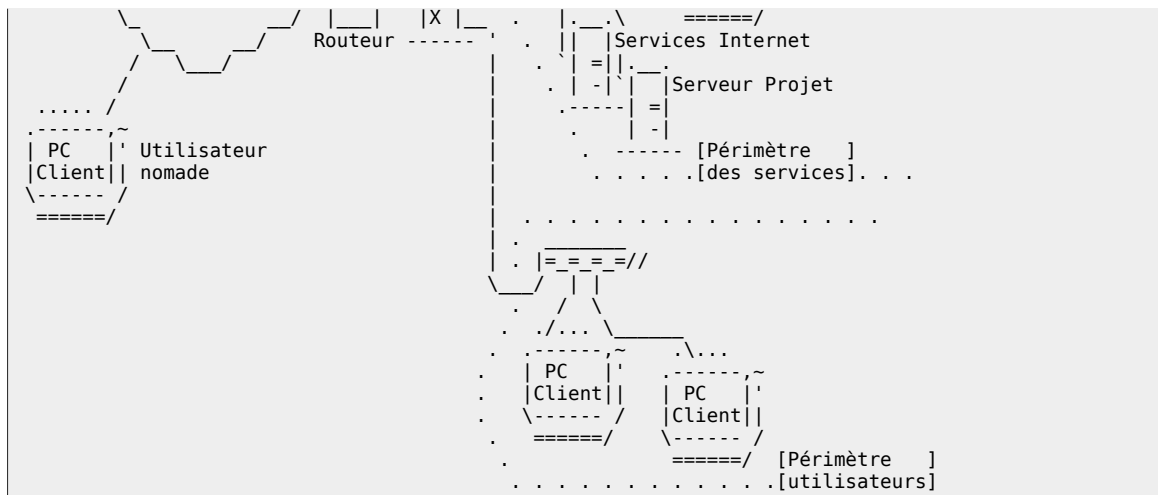 Routeur
Services Internet
Serveur Projet
PC
Client
Utilisateur
nomade
[Périmètre ]
[des services]
PC
Client
PC
Client
[Périmètre ]
[utilisateurs]